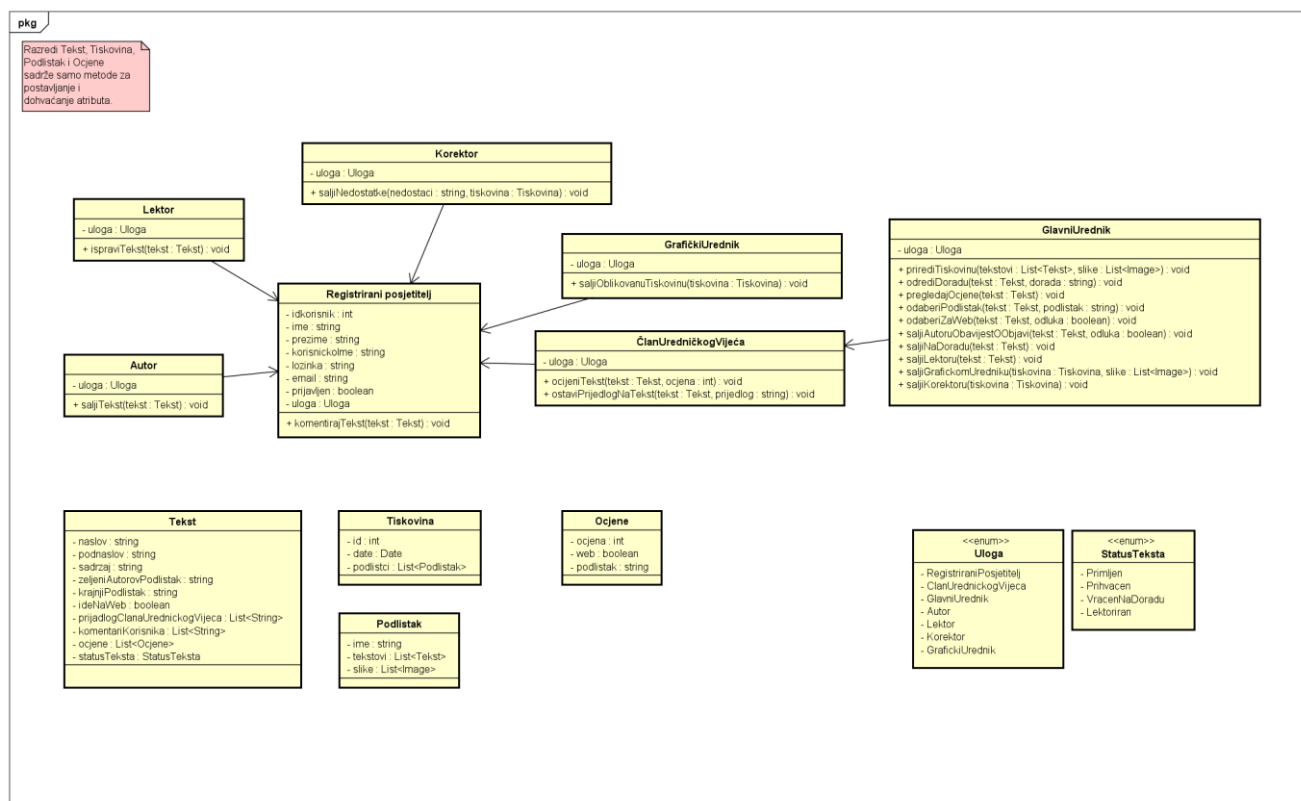 pkg
Razredi Tekst, Tiskovina,
Podlistak i Ocjene
sadrže samo metode za
postavljanje i
dohvaćanje atributa.
Korektor
- uloga : Uloga
+ saljiNedostatke(nedostaci : string, tiskovina : Tiskovina) : void
Lektor
- uloga : Uloga
+ ispraviTekst(tekst : Tekst) : void
GrafičkiUrednik
- uloga : Uloga
+ saljiOblikovanuTiskovinu(tiskovina : Tiskovina) : void
GlavniUrednik
- uloga : Uloga
+ prirediTiskovinu(tekstovi : List<Tekst>, slike : List<Image>) : void
+ odrediDoradu(tekst : Tekst, dorada : string) : void
+ pregledajOcjene(tekst : Tekst) : void
+ odaberiPodlistak(tekst : Tekst, podlistak : string) : void
+ odaberiZaWeb(tekst : Tekst, odluka : boolean) : void
+ saljiAutoruObavijestOObjavi(tekst : Tekst, odluka : boolean) : void
+ saljiNaDoradu(tekst : Tekst) : void
+ saljiLektoru(tekst : Tekst) : void
+ saljiGrafickomUredniku(tiskovina : Tiskovina, slike : List<Image>) : void
+ saljiKorektoru(tiskovina : Tiskovina) : void
Registrirani posjetitelj
- idkorisnik : int
- ime : string
- prezime : string
- korisnickoIme : string
- lozinka : string
- email : string
- prijavljen : boolean
- uloga : Uloga
+ komentirajTekst(tekst : Tekst) : void
ČlanUredničkogVijeća
- uloga : Uloga
+ ocijeniTekst(tekst : Tekst, ocjena : int) : void
+ ostaviPrijedlogNaTekst(tekst : Tekst, prijedlog : string) : void
Autor
- uloga : Uloga
+ saljiTekst(tekst : Tekst) : void
Tekst
- naslov : string
- podnaslov : string
- sadrzaj : string
- zeljeniAutorovPodlistak : string
- krajnjiPodlistak : string
- ideNaWeb : boolean
- prijadlogClanaUrednickogVijeca : List<String>
- komentariKorisnika : List<String>
- ocjene : List<Ocjene>
- statusTeksta : StatusTeksta
Tiskovina
- id : int
- date : Date
- podlistci : List<Podlistak>
Ocjene
- ocjena : int
- web : boolean
- podlistak : string
Podlistak
- ime : string
- tekstovi : List<Tekst>
- slike : List<Image>
<<enum>>
Uloga
- RegistriraniPosjetitelj
- ClanUrednickogVijeca
- GlavniUrednik
- Autor
- Lektor
- Korektor
- GrafickiUrednik
<<enum>>
StatusTeksta
- Primljen
- Prihvacen
- VracenNaDoradu
- Lektoriran